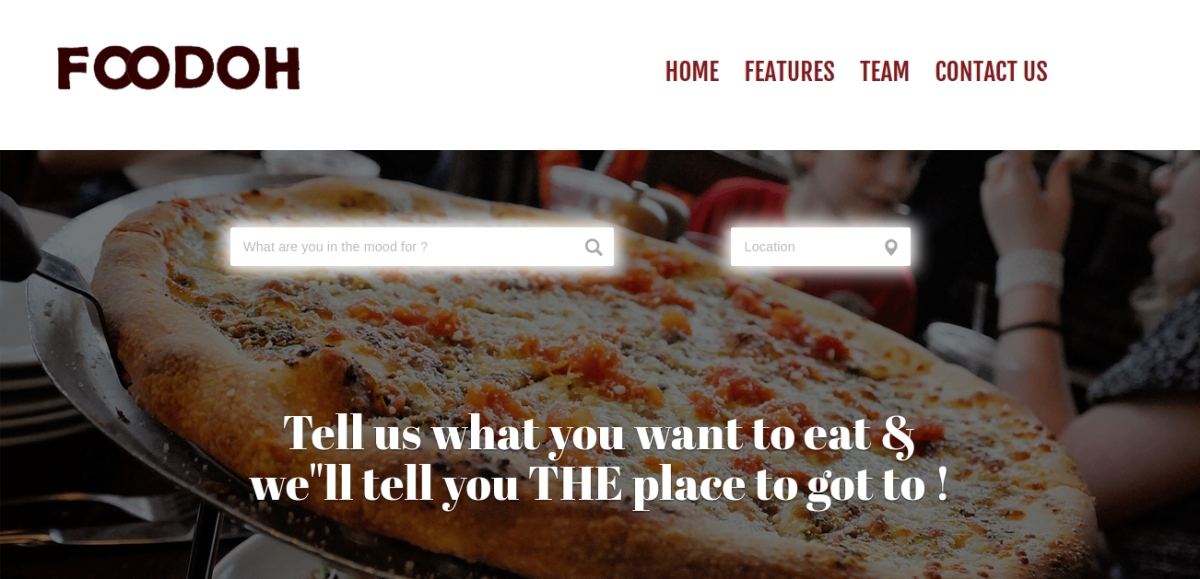 FOODOH
HOME FEATURES TEAM CONTACT US
What are you in the mood for ?
Location
Tell us what you want to eat &
we"ll tell you THE place to got to !